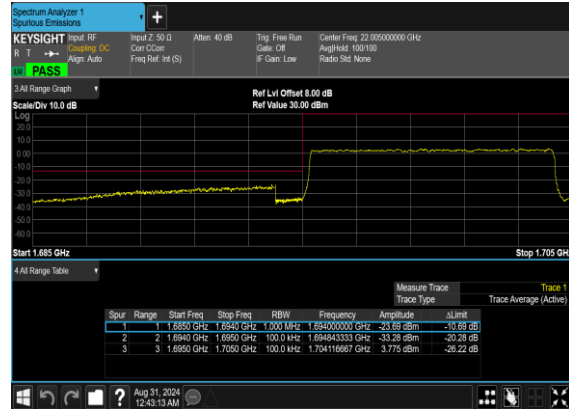 Spectrum Analyzer 1
Spurious Emissions
KEYSIGHT Input: RF Input Z: 50 Ω Atten: 40 dB Trig: Free Run Center Freq: 22.005000000 GHz
R T Coupling: DC Corr CCorr Gate: Off Avg|Hold: 100/100
Align: Auto Freq Ref: Int (S) IF Gain: Low Radio Std: None
LM PASS
3 All Range Graph Ref Lvl Offset 8.00 dB
Scale/Div 10.0 dB Ref Value 30.00 dBm
Log
20.0
10.0
0.00
-10.0
-20.0
-30.0
-40.0
-50.0
-60.0
Start 1.685 GHz Stop 1.705 GH
4 All Range Table
Measure Trace Trace 1
Trace Type Trace Average (Active)
Spur Range Start Freq Stop Freq RBW Frequency Amplitude ΔLimit
1 1 1.6850 GHz 1.6940 GHz 1.000 MHz 1.694000000 GHz -23.69 dBm -10.69 dB
2 2 1.6940 GHz 1.6950 GHz 100.0 kHz 1.694843333 GHz -33.28 dBm -20.28 dB
3 3 1.6950 GHz 1.7050 GHz 100.0 kHz 1.704116667 GHz 3.775 dBm -26.22 dB
Aug 31, 2024
12:43:13 AM